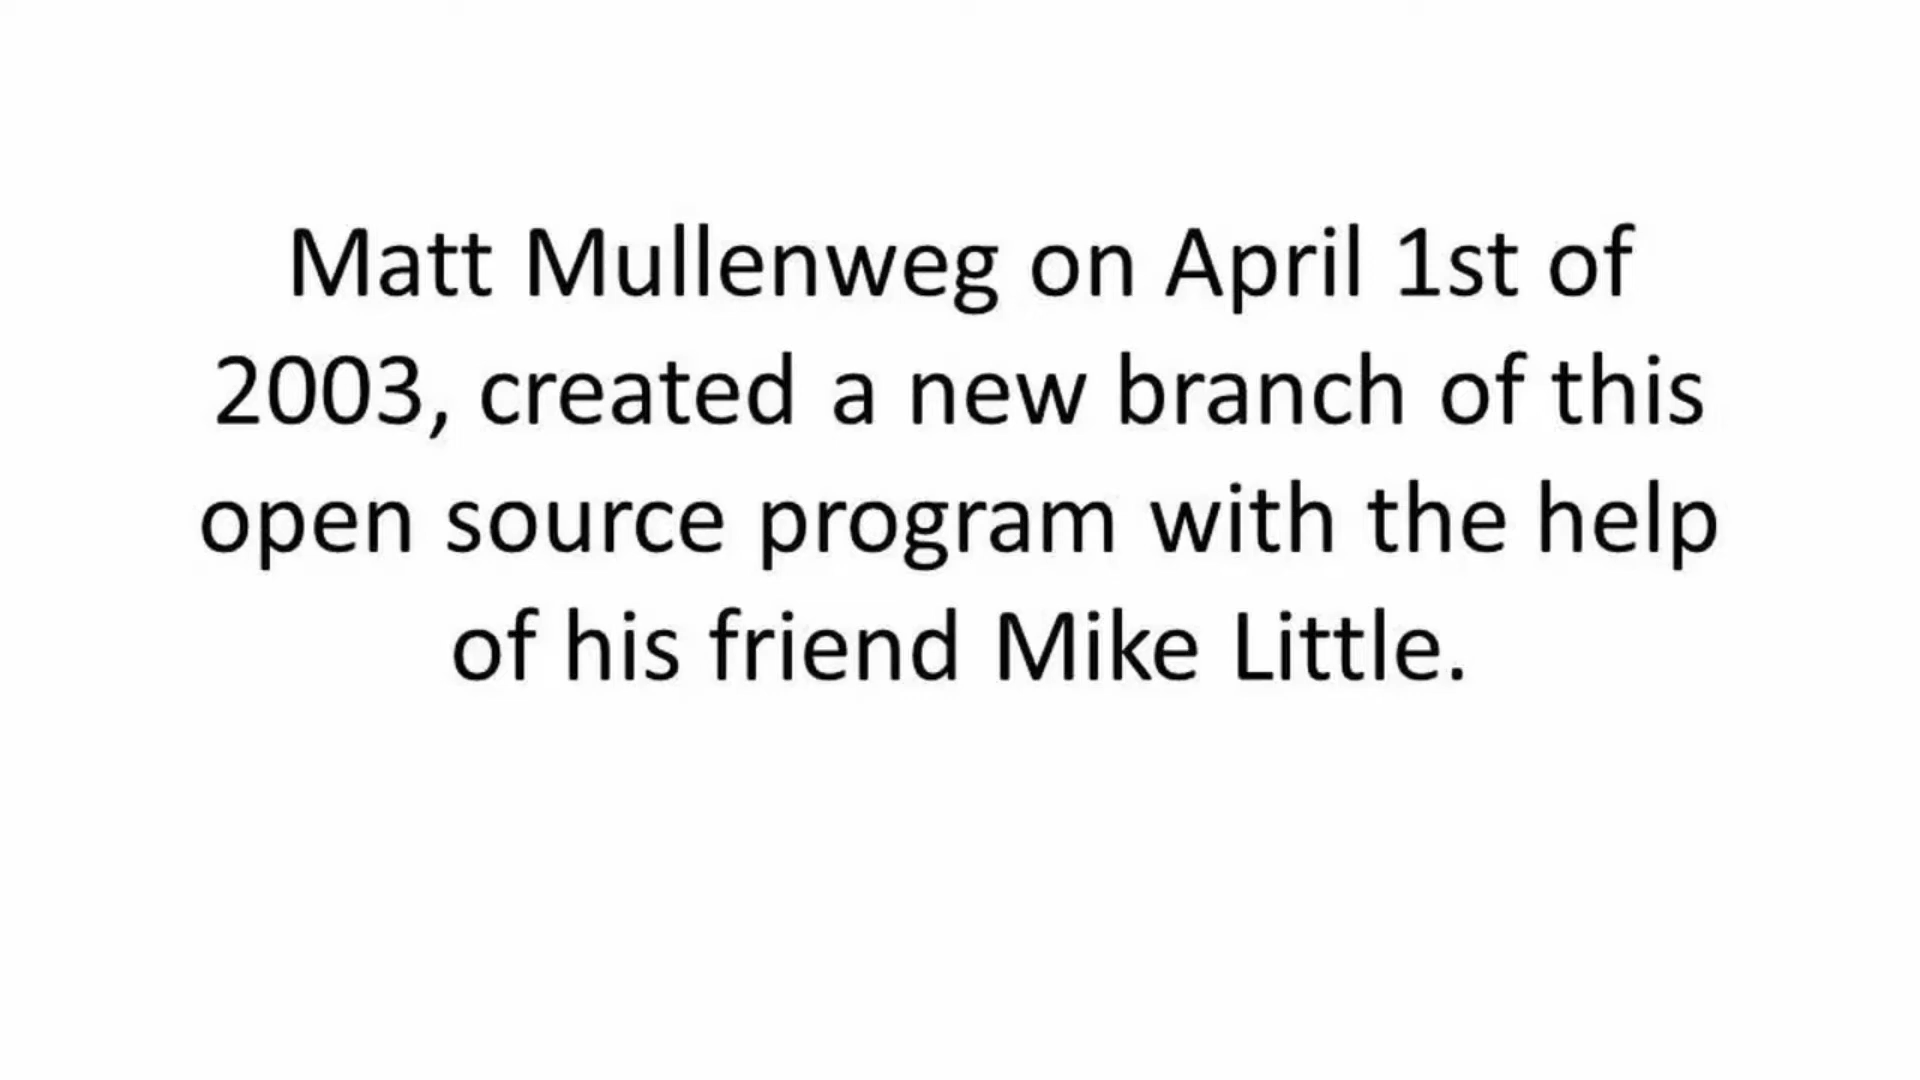 Matt Mullenweg on April 1st of
2003, created a new branch of this
open source program with the help
of his friend Mike Little.